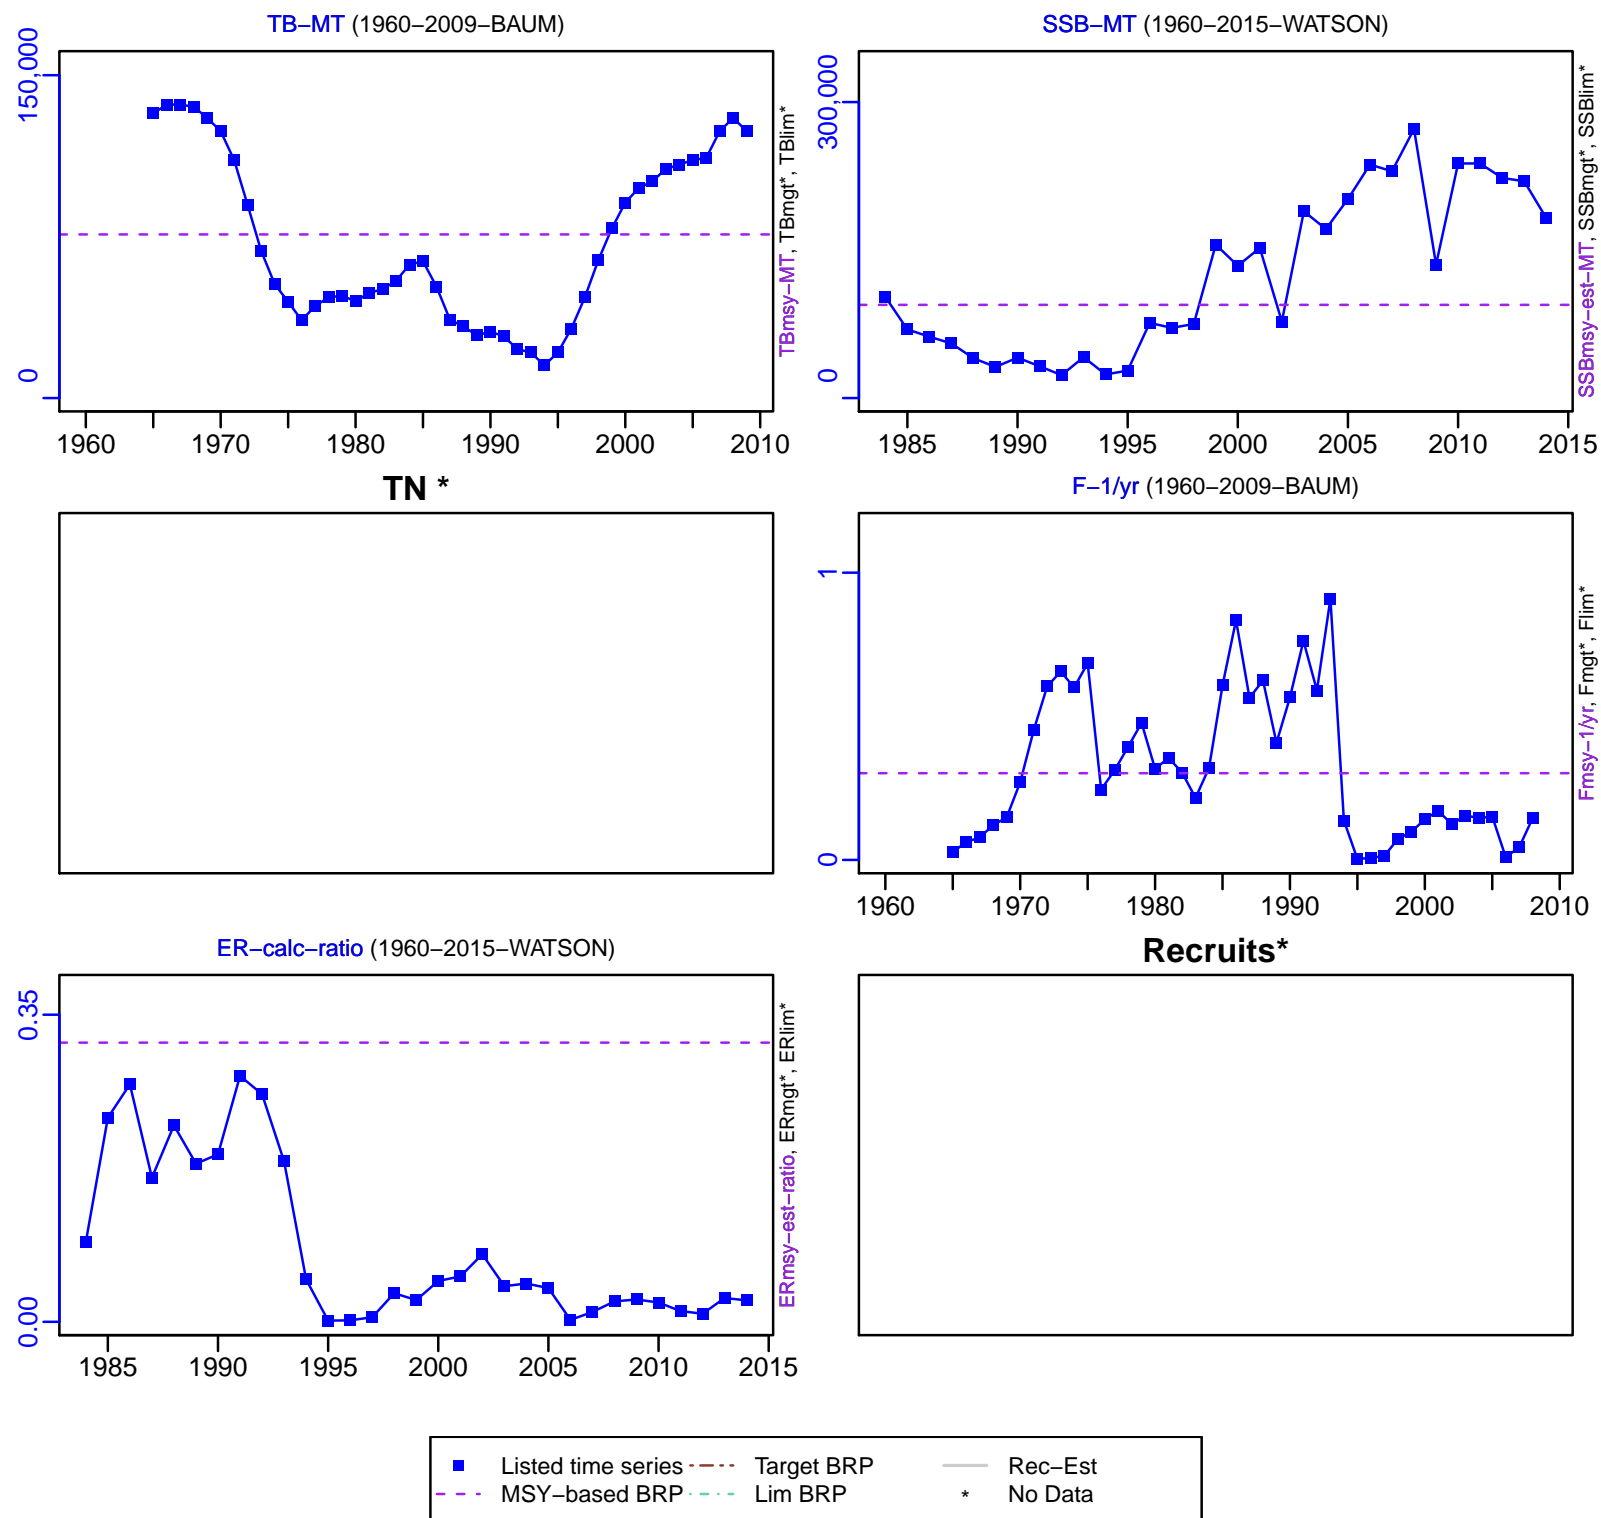 TB−MT (1960−2009−BAUM)
0
150,000
TBmsy−MT, TBmgt*, TBlim*
1960 1970 1980 1990 2000 2010
SSB−MT (1960−2015−WATSON)
0
300,000
SSBmsy−est−MT, SSBmgt*, SSBlim*
1985 1990 1995 2000 2005 2010 2015
TN *
F−1/yr (1960−2009−BAUM)
0
1
Fmsy−1/yr, Fmgt*, Flim*
1960 1970 1980 1990 2000 2010
ER−calc−ratio (1960−2015−WATSON)
0.00
0.35
ERmsy−est−ratio, ERmgt*, ERlim*
1985 1990 1995 2000 2005 2010 2015
Recruits*
Listed time series Target BRP Rec−Est
MSY−based BRP Lim BRP * No Data